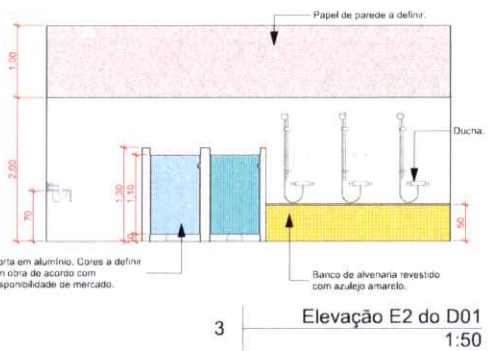 Papel de parede a definir.
1,00
2,00
Ducha.
1,30
1,10
70
50
orta em alumínio. Cores a definir
m obra de acordo com
sponibilidade de mercado.
Banco de alvenaria revestido
com azulejo amarelo.
3
Elevação E2 do D01
1:50